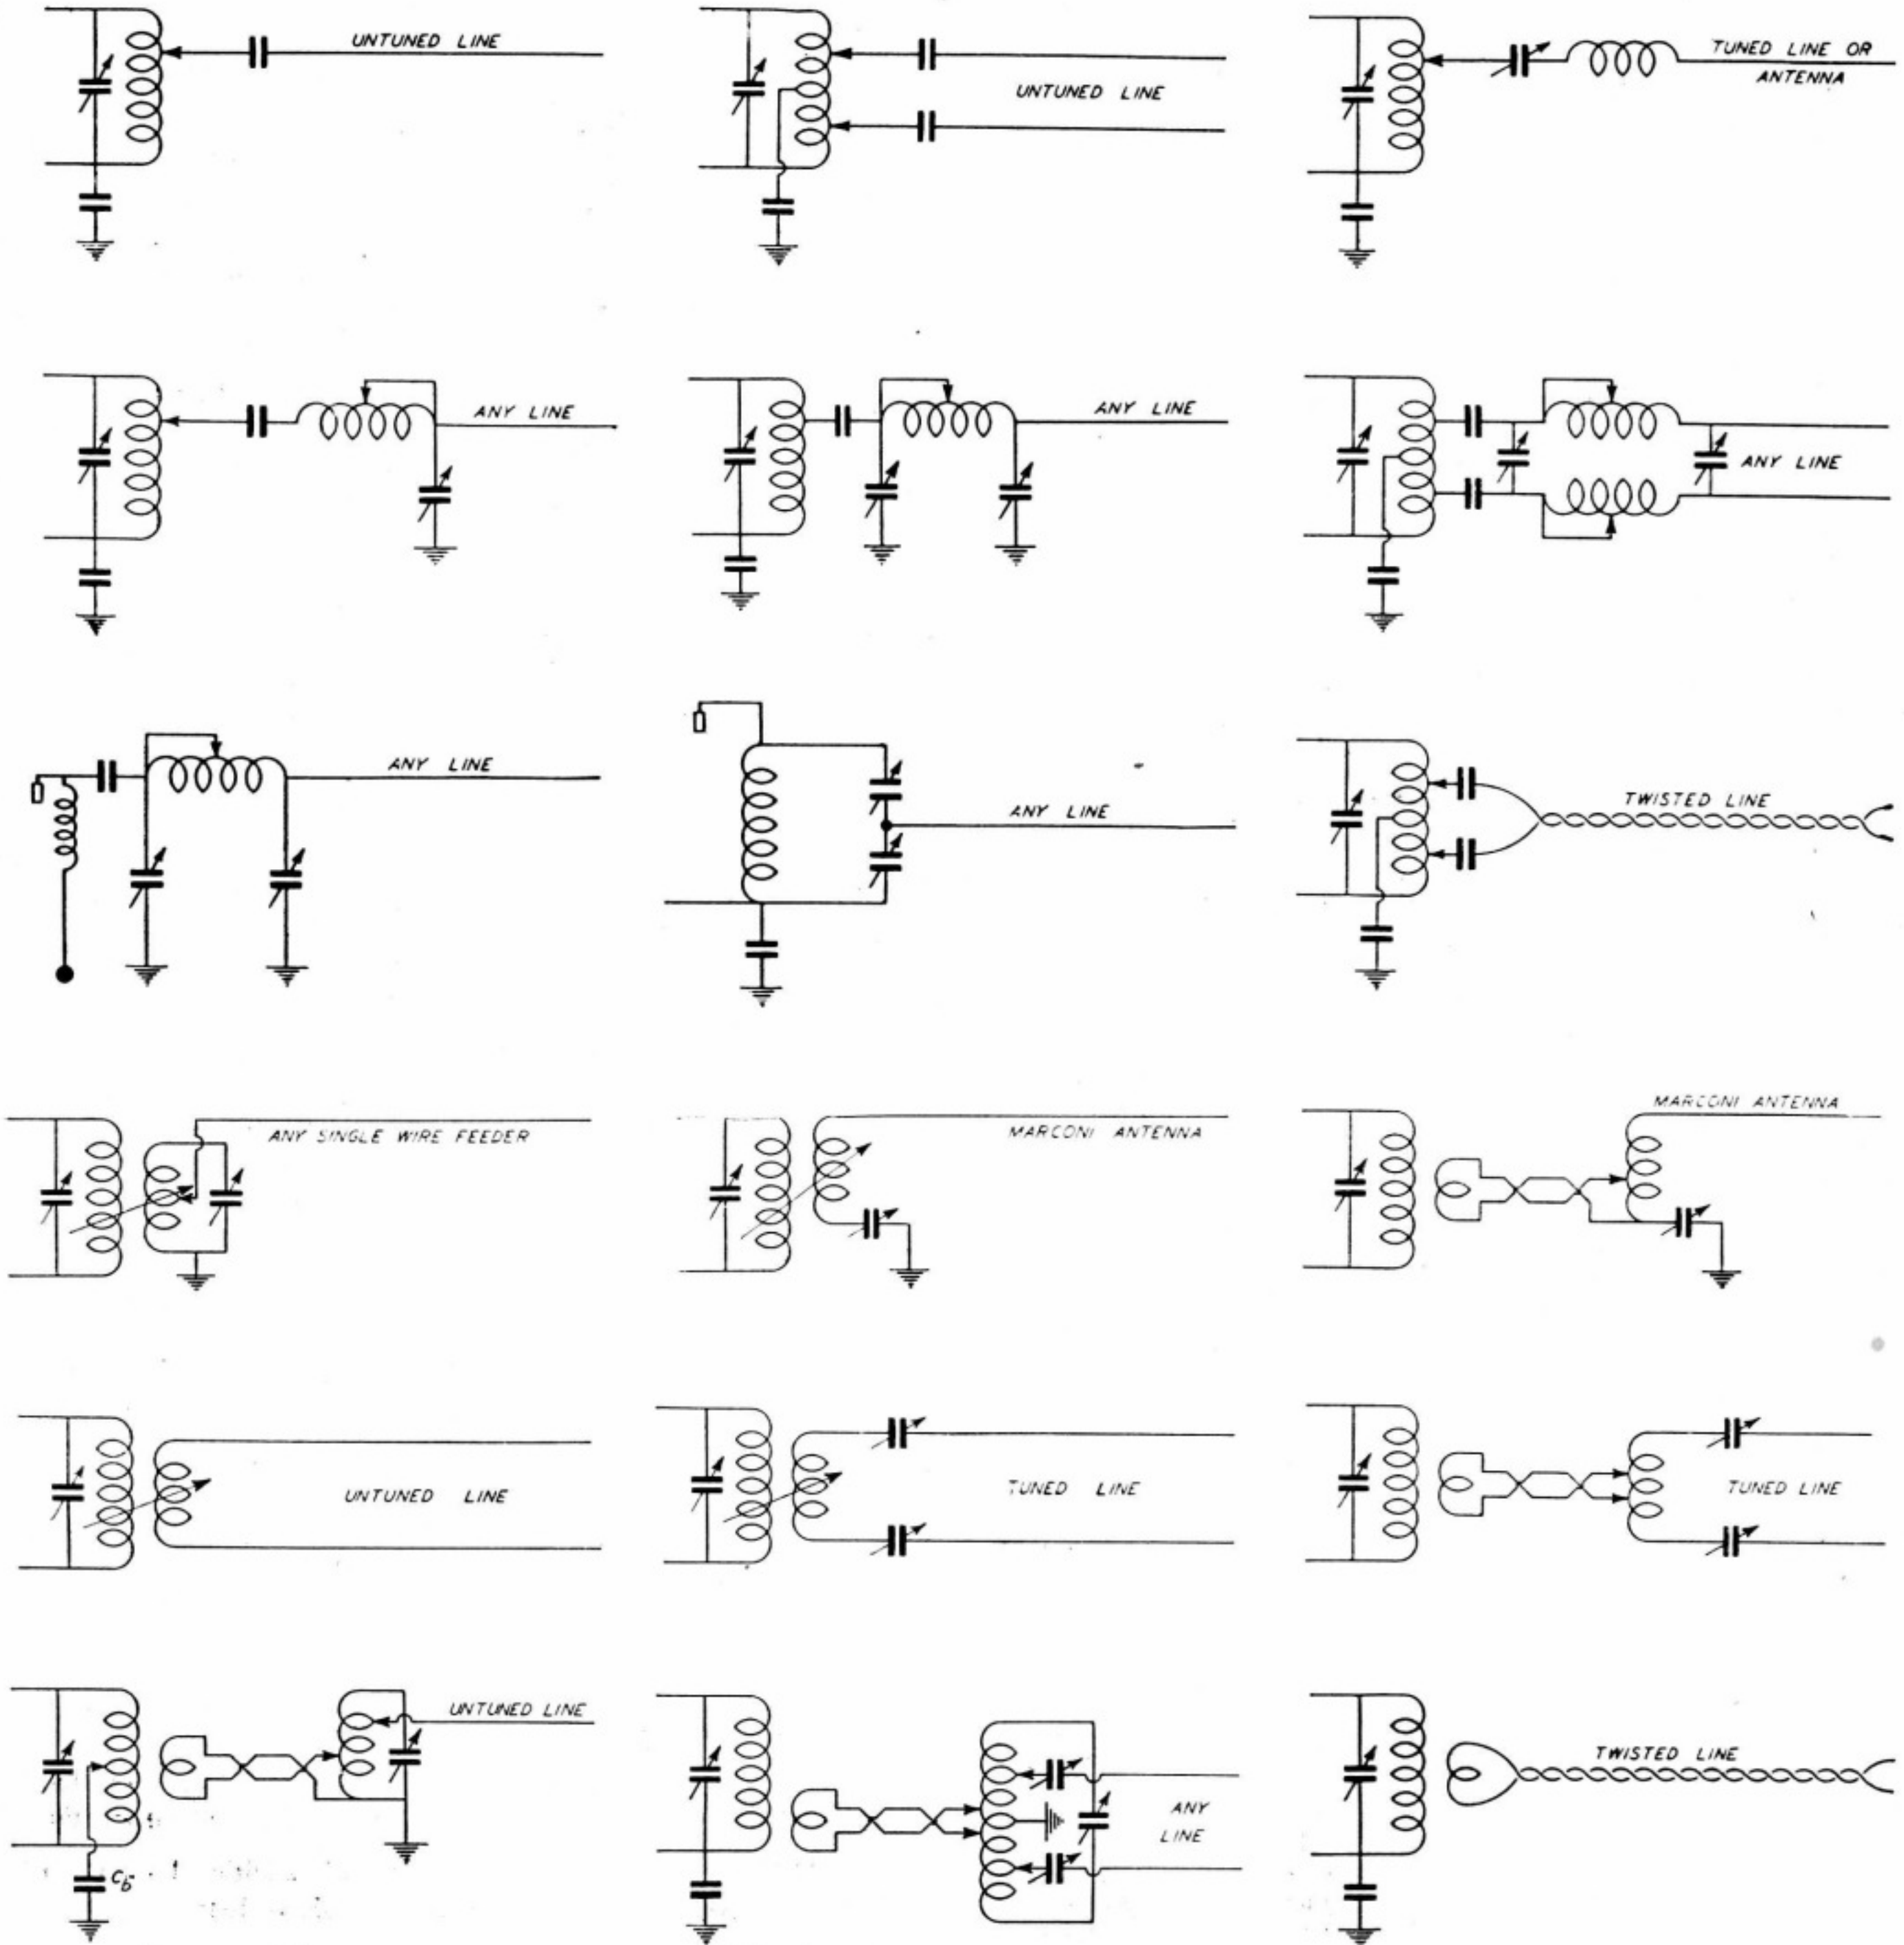 UNTUNED LINE
UNTUNED LINE
TUNED LINE OR
ANTENNA
ANY LINE
ANY LINE
ANY LINE
ANY LINE
ANY LINE
TWISTED LINE
ANY SINGLE WIRE FEEDER
MARCONI ANTENNA
MARCONI ANTENNA
UNTUNED LINE
TUNED LINE
TUNED LINE
UNTUNED LINE
Cb
ANY
LINE
TWISTED LINE